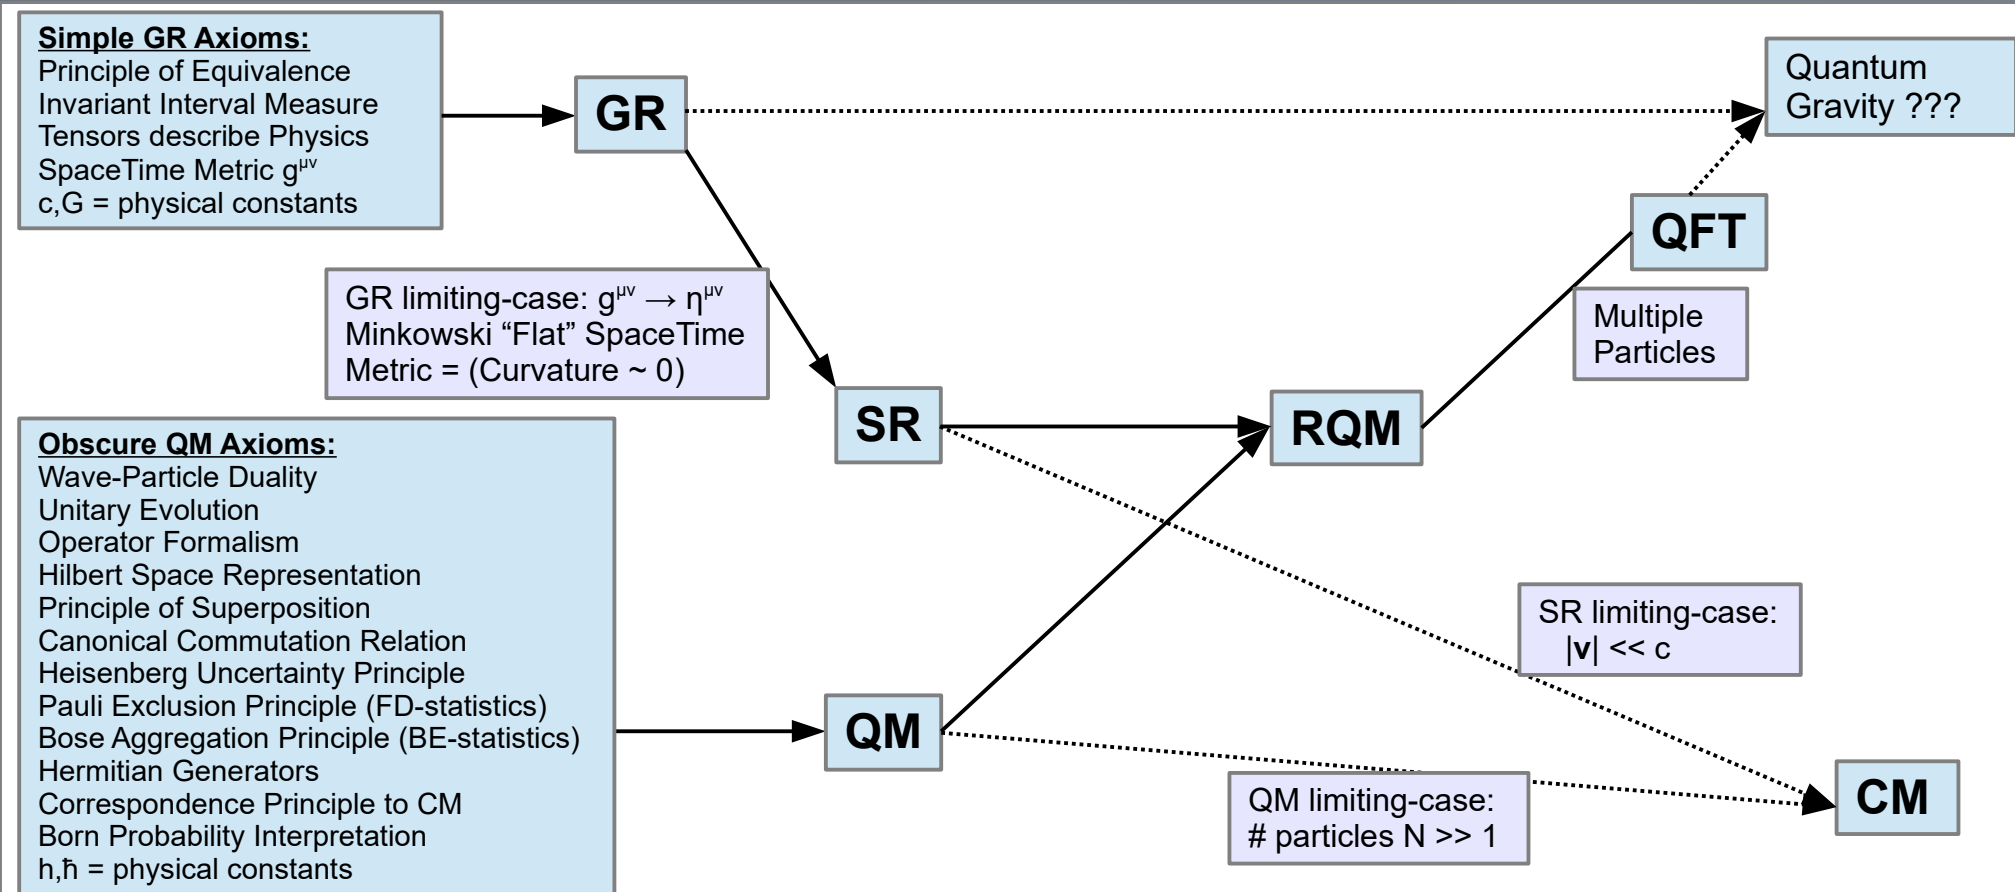 Simple GR Axioms:
Principle of Equivalence
Invariant Interval Measure
Tensors describe Physics
SpaceTime Metric g^μν
c,G = physical constants
GR
Quantum
Gravity ???
QFT
GR limiting-case: g^μν → η^μν
Minkowski “Flat” SpaceTime
Metric = (Curvature ~ 0)
Multiple
Particles
SR
RQM
Obscure QM Axioms:
Wave-Particle Duality
Unitary Evolution
Operator Formalism
Hilbert Space Representation
Principle of Superposition
Canonical Commutation Relation
Heisenberg Uncertainty Principle
Pauli Exclusion Principle (FD-statistics)
Bose Aggregation Principle (BE-statistics)
Hermitian Generators
Correspondence Principle to CM
Born Probability Interpretation
h,ħ = physical constants
SR limiting-case:
|v| << c
QM
QM limiting-case:
# particles N >> 1
CM